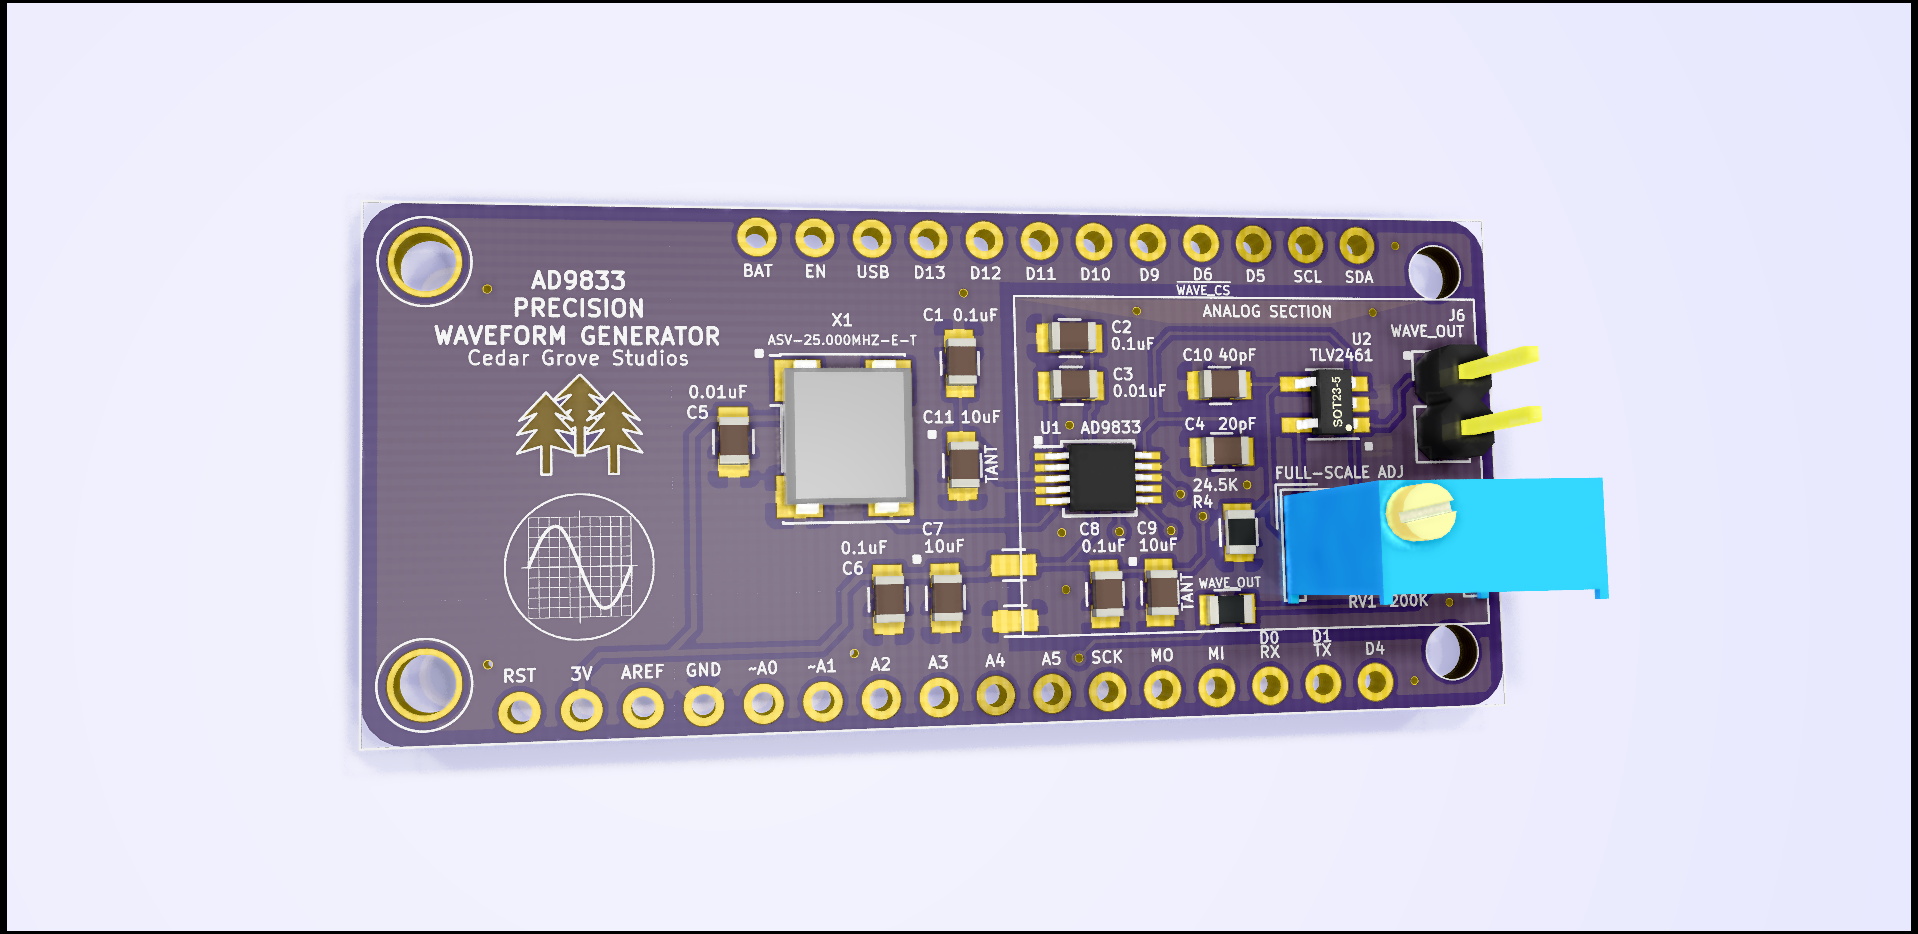 BAT EN USB D13 D12 D11 D10 D9 D6 D5 SCL SDA
WAVE_CS
AD9833
PRECISION
WAVEFORM GENERATOR
Cedar Grove Studios
X1
ASV-25.000MHZ-E-T
0.01uF
C5
C1 0.1uF
C11 10uF
TANT
0.1uF
C6
C7
10uF
ANALOG SECTION
C2
0.1uF
C3
0.01uF
U1 AD9833
C10 40pF
C4 20pF
U2
TLV2461
SOT23-5
J6
WAVE_OUT
FULL-SCALE ADJ
24.5K
R4
C8
0.1uF
C9
10uF
TANT
WAVE_OUT
RV1 200K
RST 3V AREF GND ~A0 ~A1 A2 A3 A4 A5 SCK MO MI D0 D1 D4
RX TX